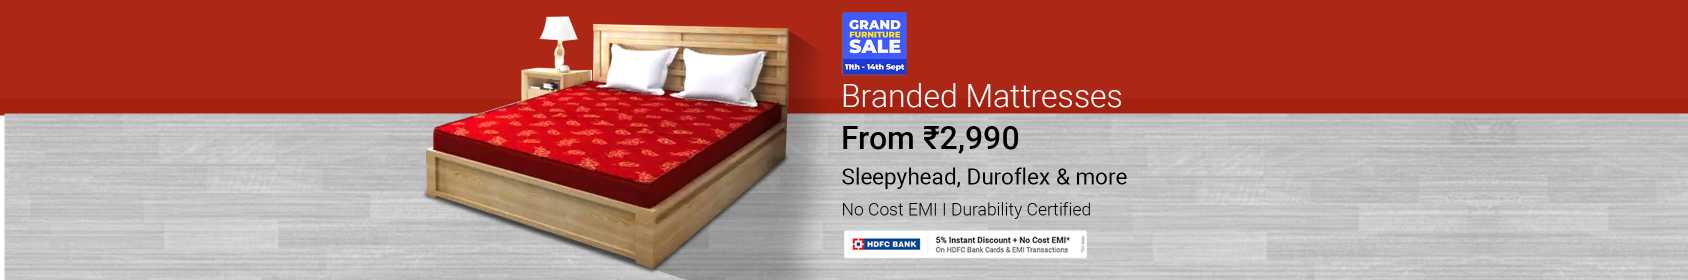 GRAND
FURNITURE
SALE
11th - 14th Sept
Branded Mattresses
From ₹2,990
Sleepyhead, Duroflex & more
No Cost EMI I Durability Certified
HDFC BANK
5% Instant Discount + No Cost EMI*
On HDFC Bank Cards & EMI Transactions